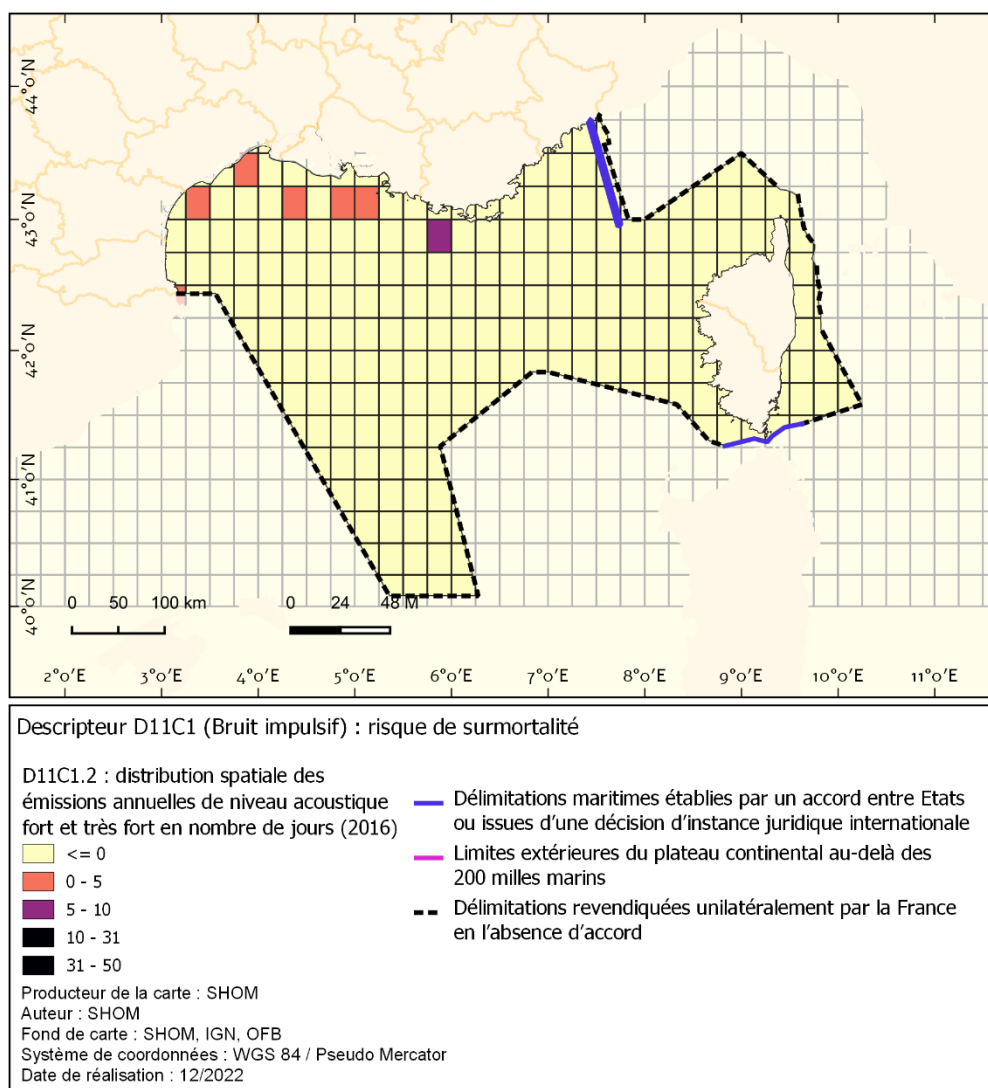 44°0'N
43°0'N
42°0'N
41°0'N
40°0'N
0 50 100 km
0 24 48 M
2°0'E 3°0'E 4°0'E 5°0'E 6°0'E 7°0'E 8°0'E 9°0'E 10°0'E 11°0'E
Descripteur D11C1 (Bruit impulsif) : risque de surmortalité
D11C1.2 : distribution spatiale des
émissions annuelles de niveau acoustique
fort et très fort en nombre de jours (2016)
<= 0
0 - 5
5 - 10
10 - 31
31 - 50
Délimitations maritimes établies par un accord entre Etats
ou issues d'une décision d'instance juridique internationale
Limites extérieures du plateau continental au-delà des
200 milles marins
Délimitations revendiquées unilatéralement par la France
en l'absence d'accord
Producteur de la carte : SHOM
Auteur : SHOM
Fond de carte : SHOM, IGN, OFB
Système de coordonnées : WGS 84 / Pseudo Mercator
Date de réalisation : 12/2022